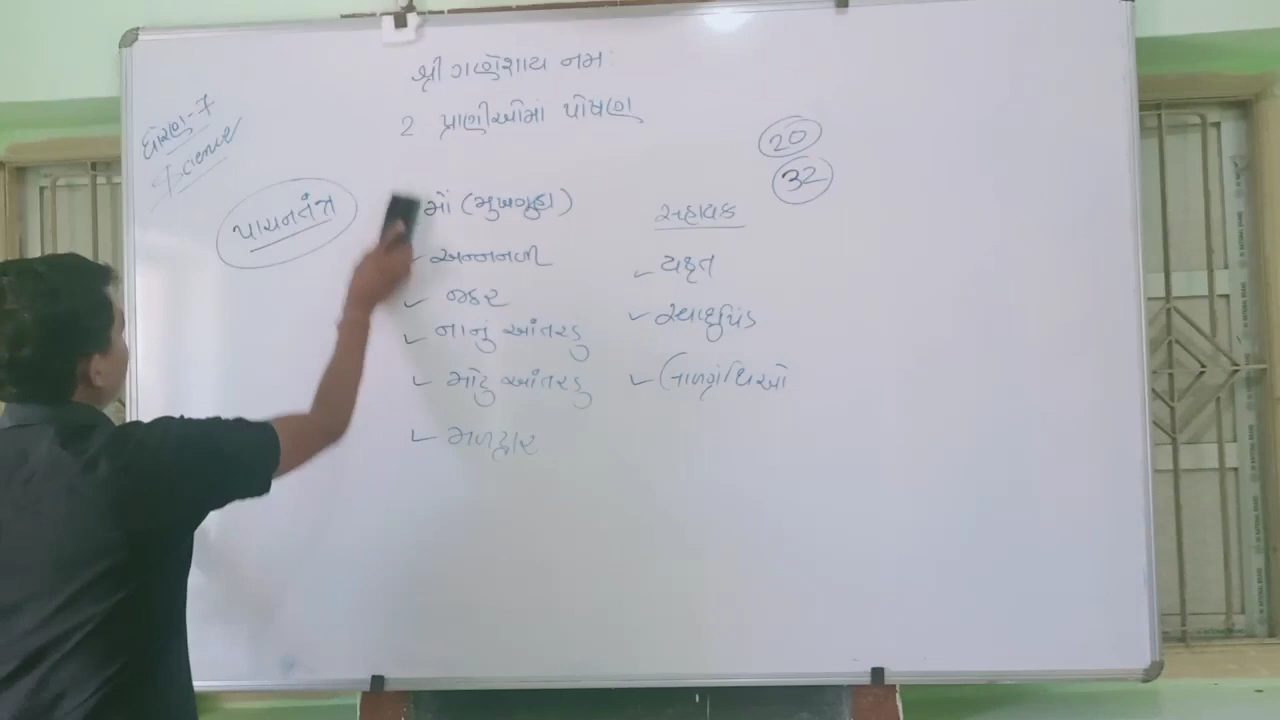 શ્રી ગણેશાય નમઃ
2 પ્રાણીઓમાં પોષણ
ધોરણ-7
Science
20
32
પાચનતંત્ર
મોં (મુખગુહા)
અન્નનળી
જઠર
નાનું આંતરડુ
મોટુ આંતરડુ
મળદ્વાર
સહાયક
યકૃત
સ્વાદુપિંડ
લાળગ્રંથિઓ